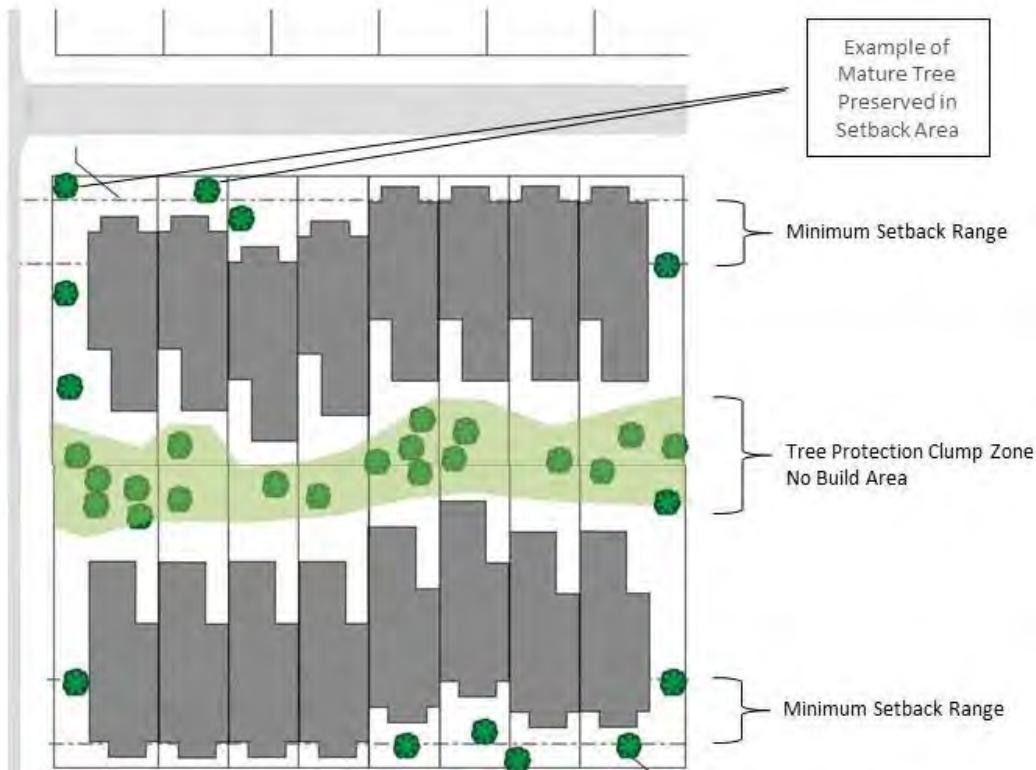 Example of
Mature Tree
Preserved in
Setback Area
Minimum Setback Range
Tree Protection Clump Zone
No Build Area
Minimum Setback Range